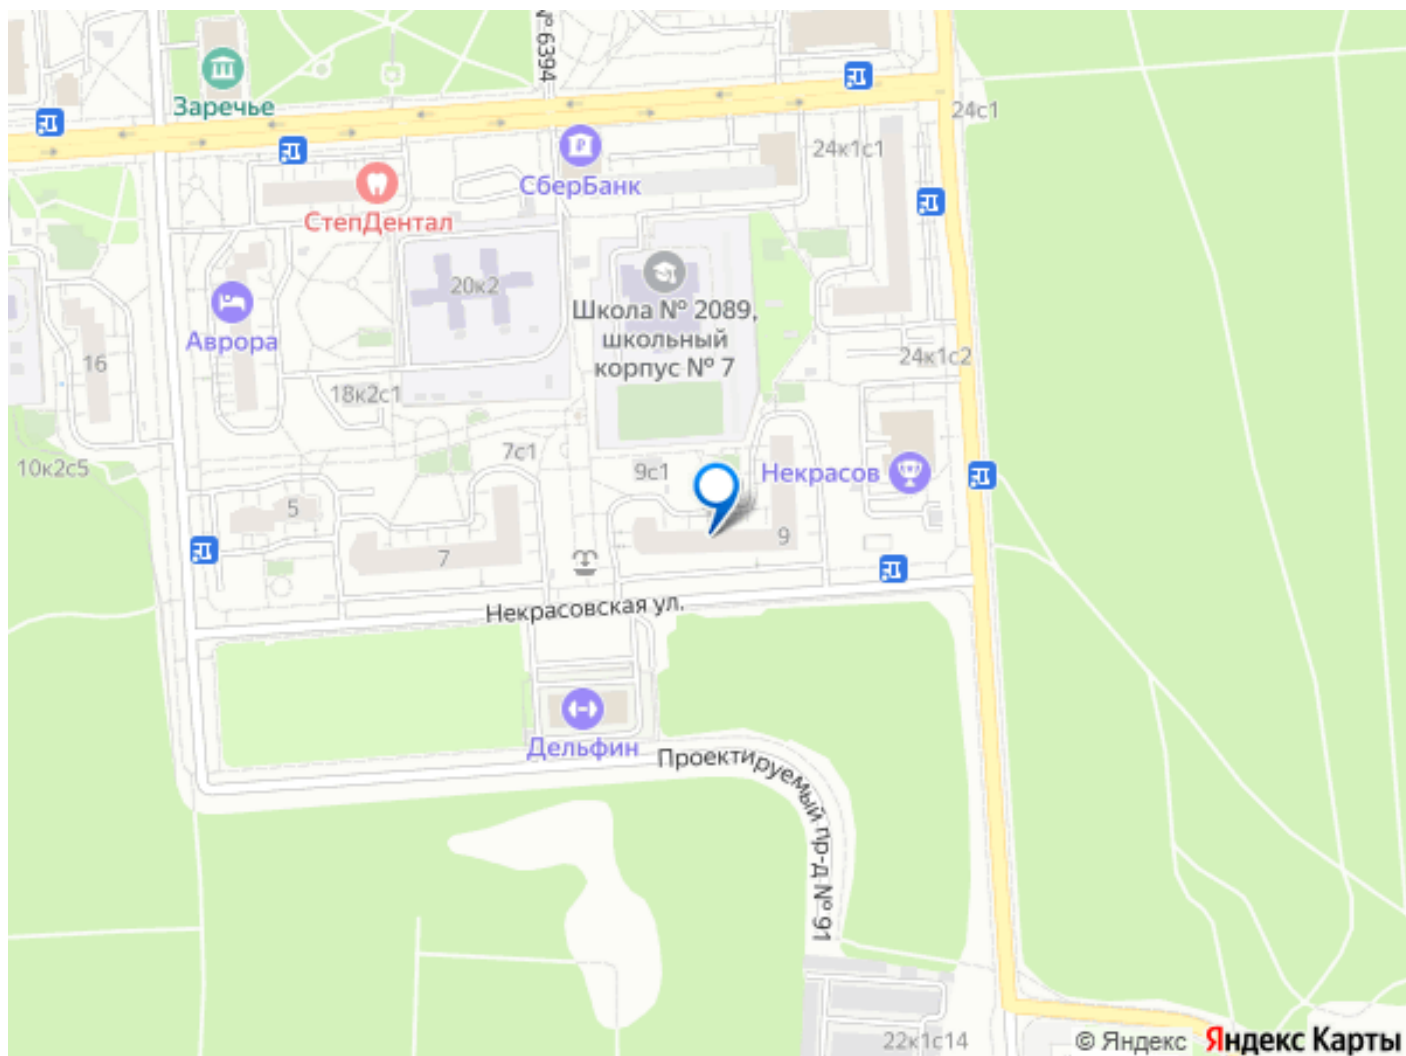 № 6394
Заречье
24с1
24к1с1
СберБанк
СтепДентал
20к2
Школа № 2089,
школьный
корпус № 7
Аврора
24к1с2
16
18к2с1
7с1
10к2с5
9с1
Некрасов
5
7
9
Некрасовская ул.
Дельфин
Проектируемый пр-д № 91
22к1с14
© Яндекс Яндекс Карты